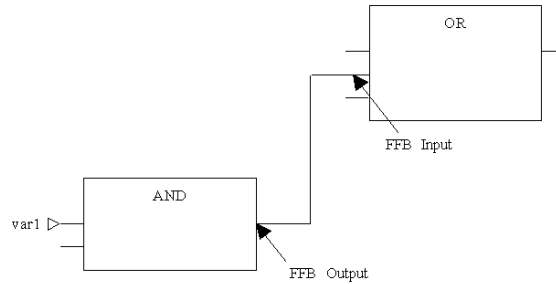 OR
FFB Input
AND
var1
FFB Output